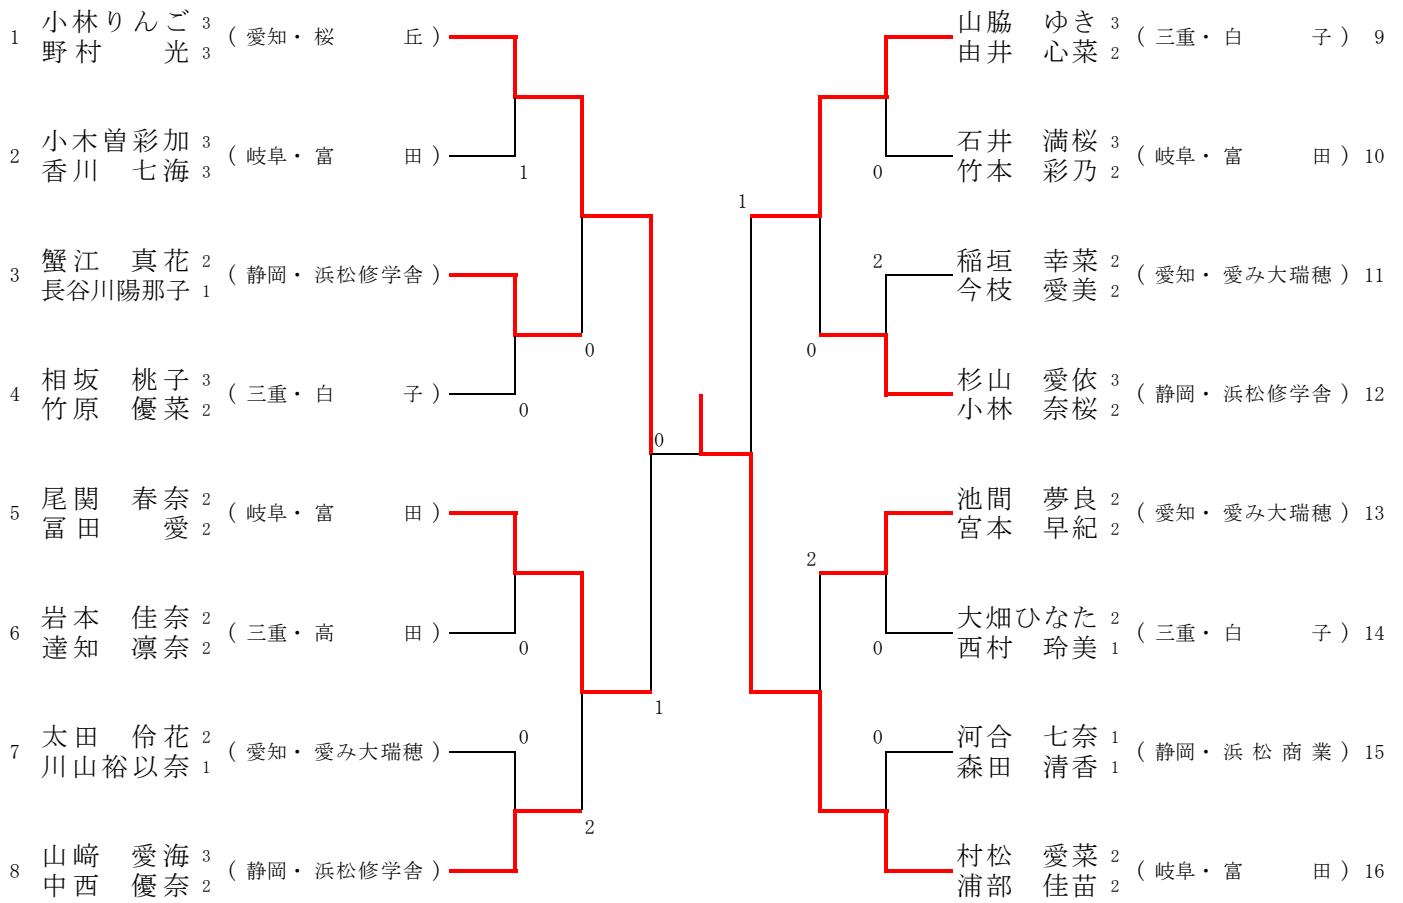 1 小林りんご 3 ( 愛知・桜 丘 )
野村 光 3
1
2 小木曽彩加 3 ( 岐阜・富 田 )
香川 七海 3
3 蟹江 真花 2 ( 静岡・浜松修学舎 )
長谷川陽那子 1
0
4 相坂 桃子 3 ( 三重・白 子 )
竹原 優菜 2
0
0
5 尾関 春奈 2 ( 岐阜・富 田 )
冨田 愛 2
6 岩本 佳奈 2 ( 三重・高 田 )
達知 凛奈 2
0
1
7 太田 伶花 2 ( 愛知・愛み大瑞穂 )
川山裕以奈 1
0
2
8 山﨑 愛海 3 ( 静岡・浜松修学舎 )
中西 優奈 2
山脇 ゆき 3 ( 三重・白 子 ) 9
由井 心菜 2
石井 満桜 3 ( 岐阜・富 田 ) 10
竹本 彩乃 2
0
1
2
稲垣 幸菜 2 ( 愛知・愛み大瑞穂 ) 11
今枝 愛美 2
0
杉山 愛依 3 ( 静岡・浜松修学舎 ) 12
小林 奈桜 2
池間 夢良 2 ( 愛知・愛み大瑞穂 ) 13
宮本 早紀 2
2
大畑ひなた 2 ( 三重・白 子 ) 14
西村 玲美 1
0
0
河合 七奈 1 ( 静岡・浜松商業 ) 15
森田 清香 1
村松 愛菜 2 ( 岐阜・富 田 ) 16
浦部 佳苗 2